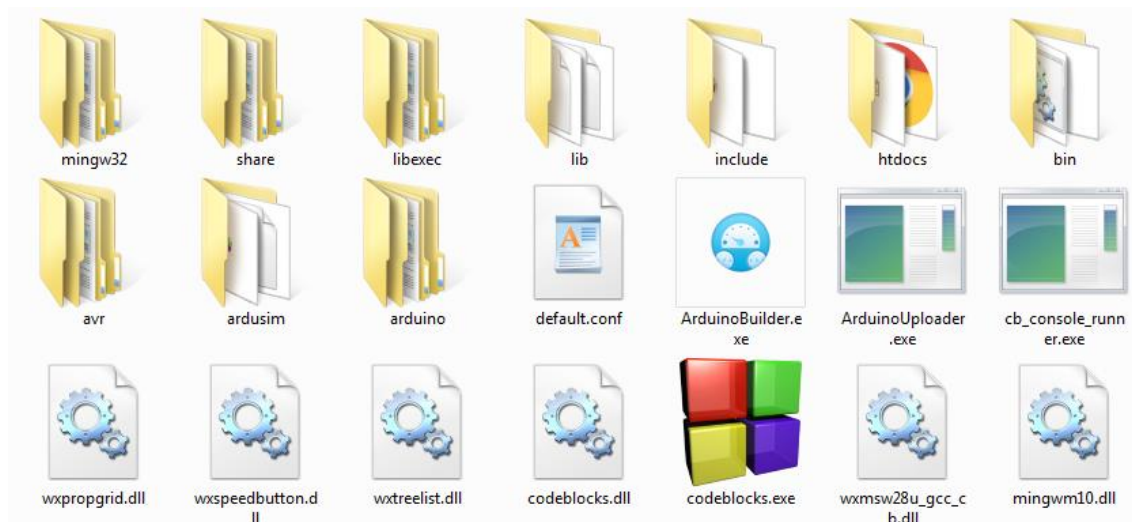 mingw32
share
libexec
lib
include
htdocs
bin
avr
ardusim
arduino
default.conf
ArduinoBuilder.e
xe
ArduinoUploader
.exe
cb_console_runn
er.exe
wxpropgrid.dll
wxspeedbutton.d
ll
wxtreelist.dll
codeblocks.dll
codeblocks.exe
wxmsw28u_gcc_c
b.dll
mingwm10.dll